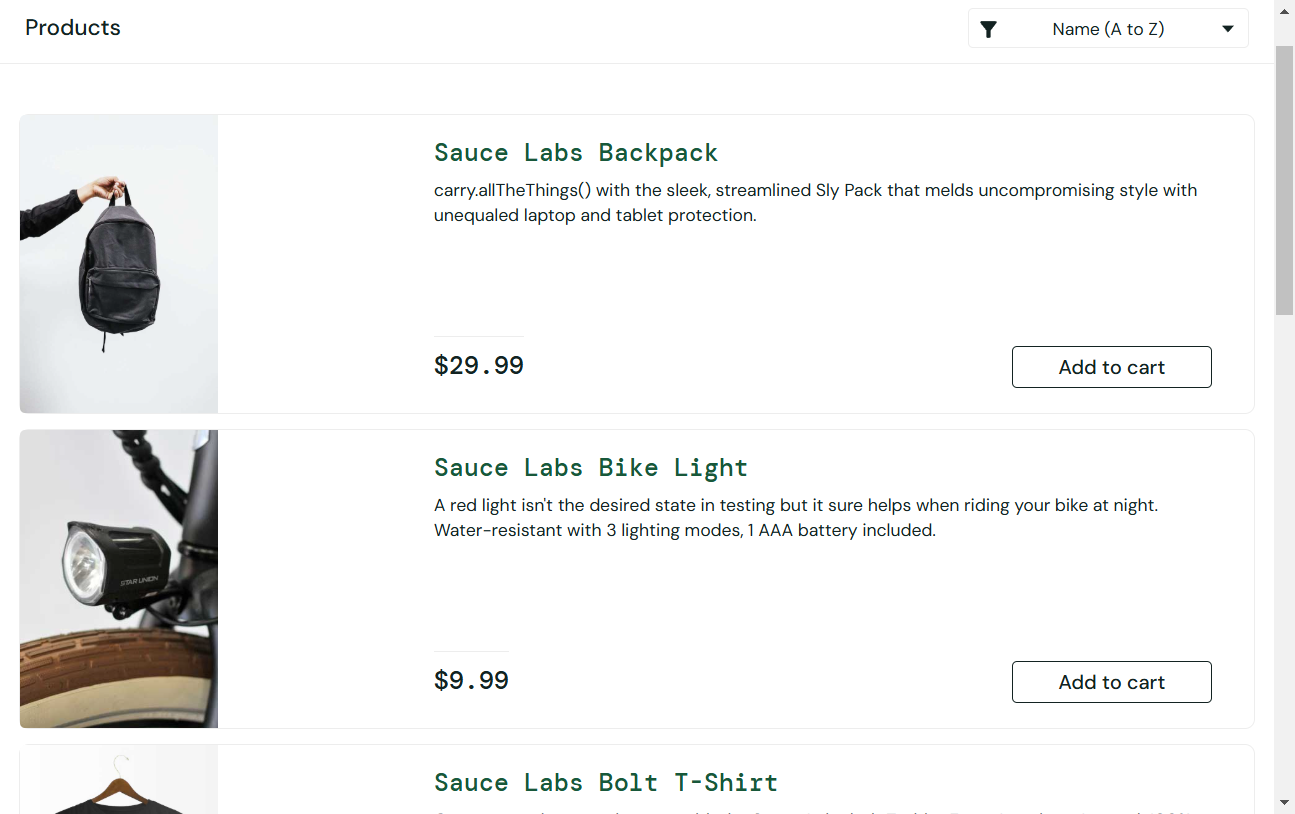 Products
Name (A to Z)
Sauce Labs Backpack
carry.allTheThings() with the sleek, streamlined Sly Pack that melds uncompromising style with
unequaled laptop and tablet protection.
$29.99
Add to cart
Sauce Labs Bike Light
A red light isn't the desired state in testing but it sure helps when riding your bike at night.
Water-resistant with 3 lighting modes, 1 AAA battery included.
STAR UNION
$9.99
Add to cart
Sauce Labs Bolt T-Shirt